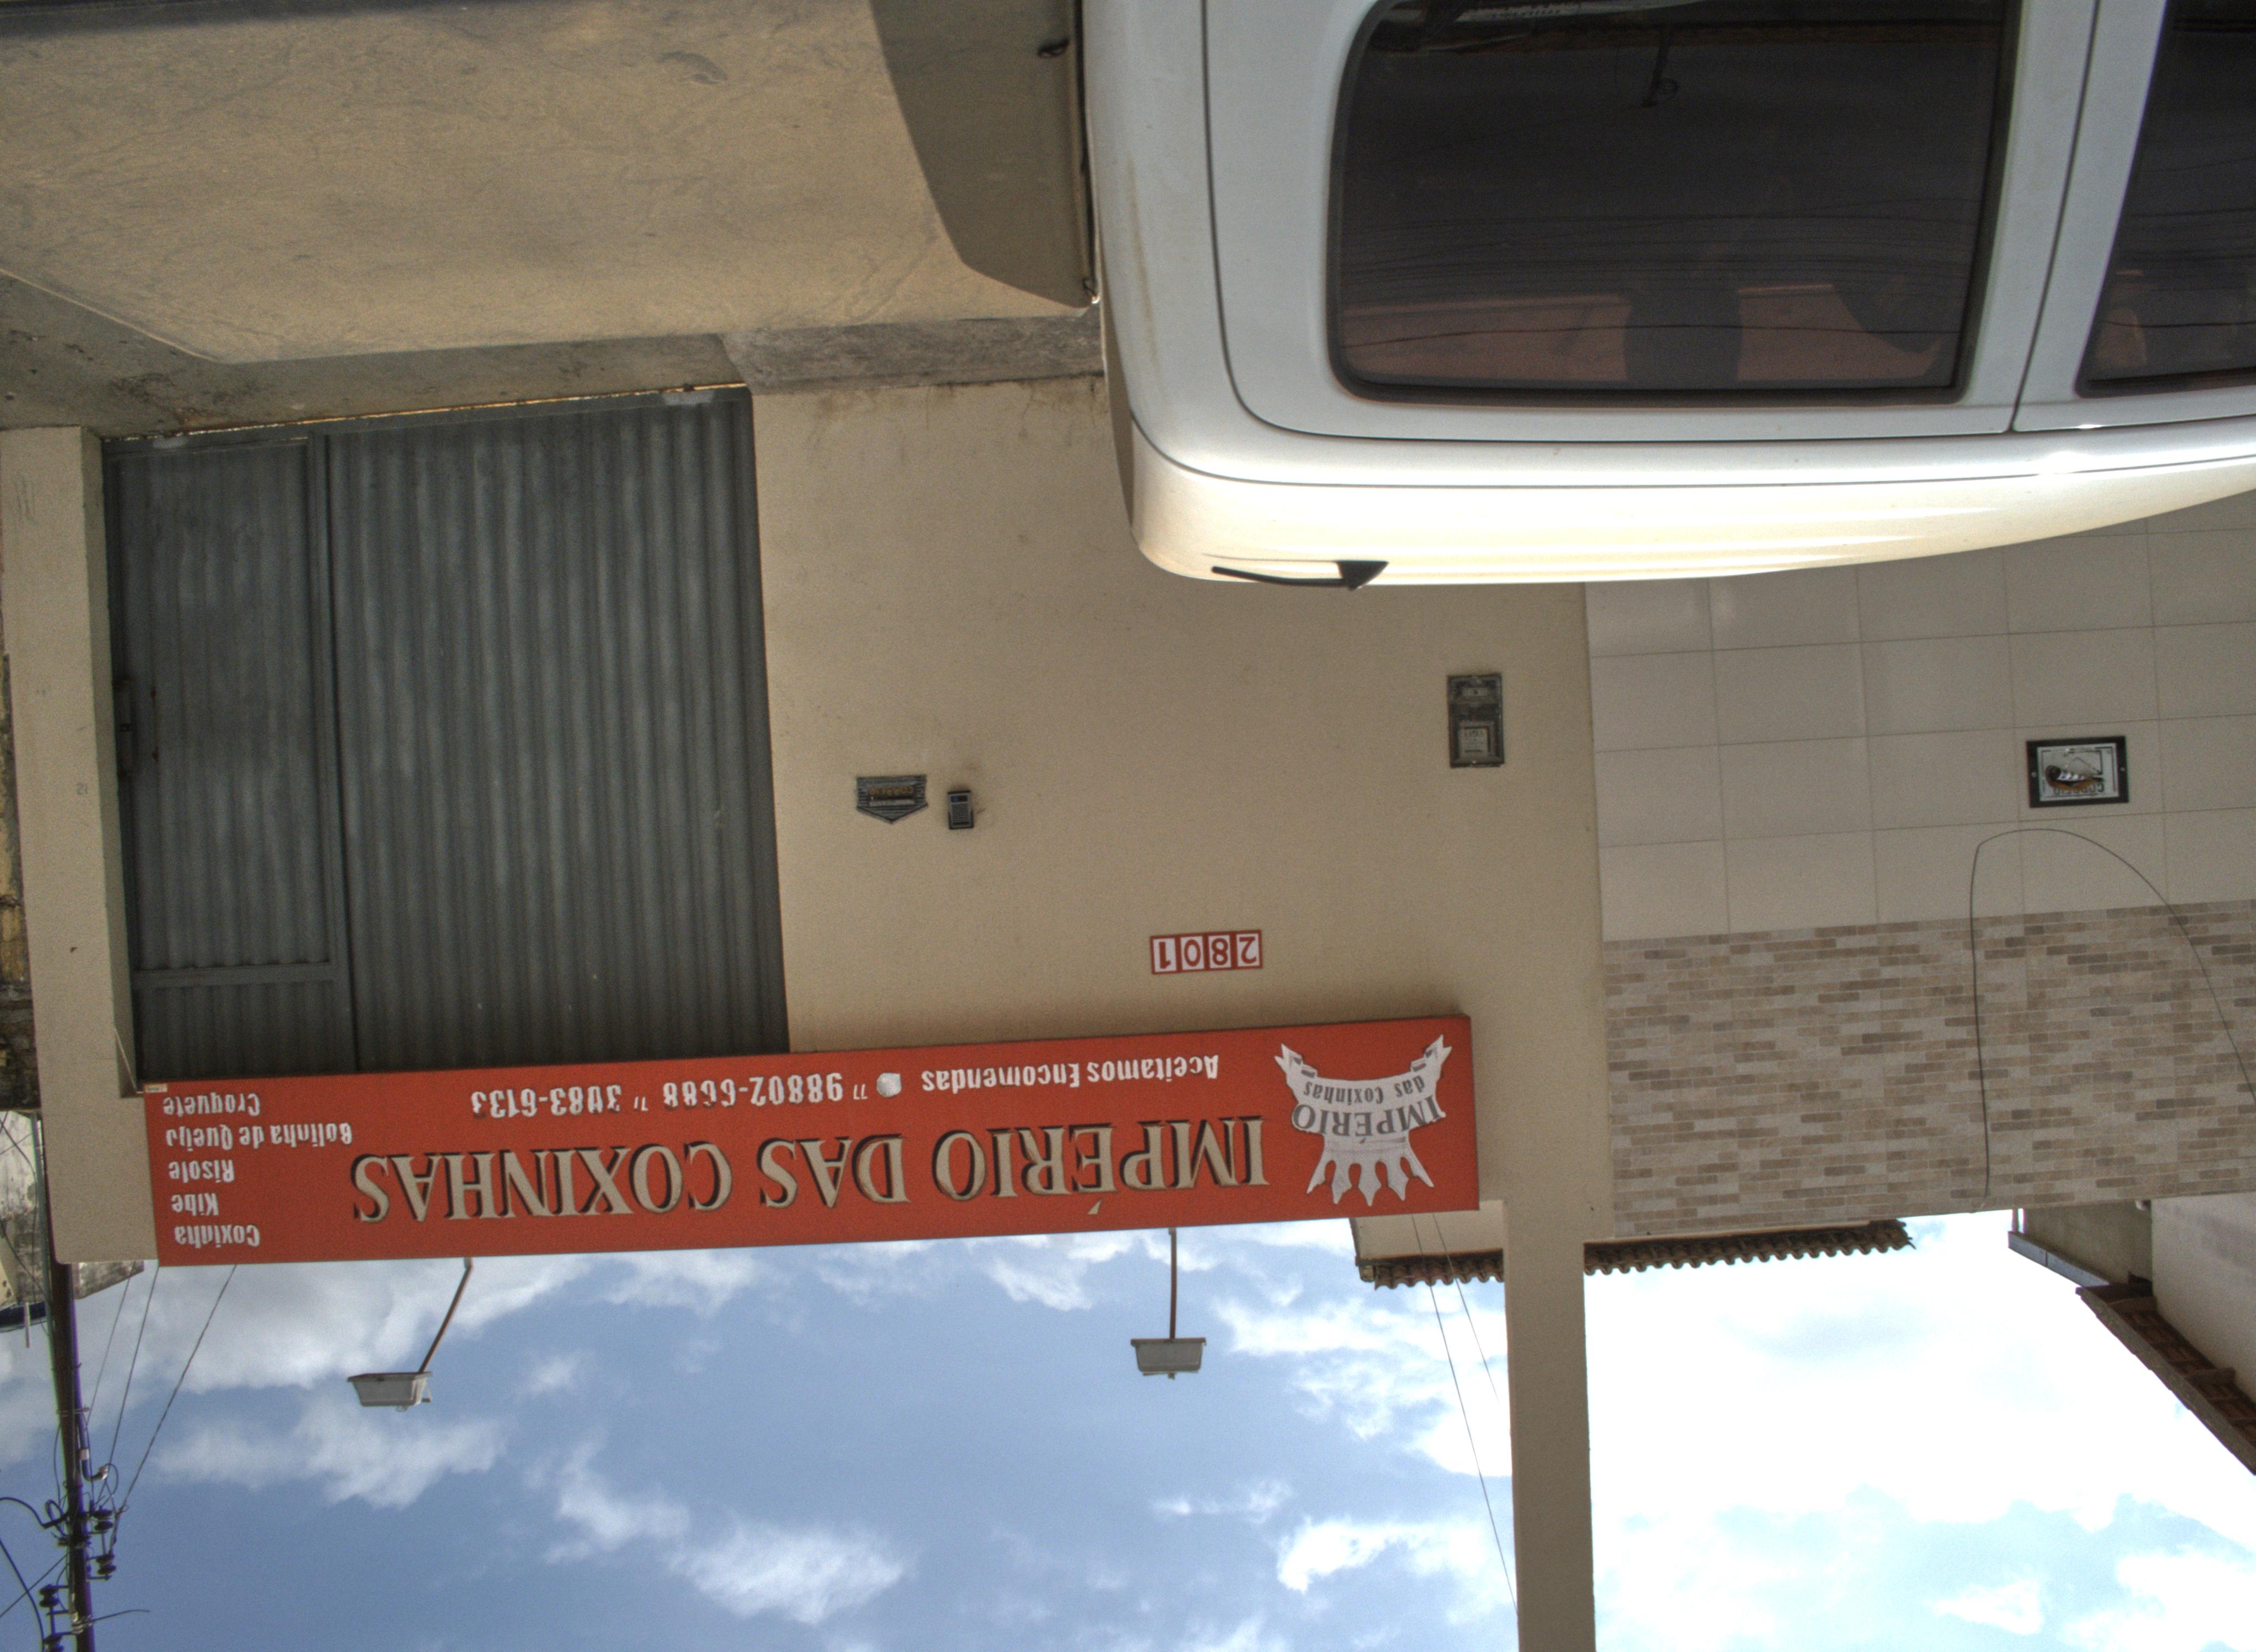 IMPÉRIO
das Coxinhas
IMPÉRIO DAS COXINHAS
Aceitamos Encomendas 77 98802-6688 77 3083-6133
Coxinha
Kibe
Risole
Bolinha de Queijo
Croquete
2801
CORREIO